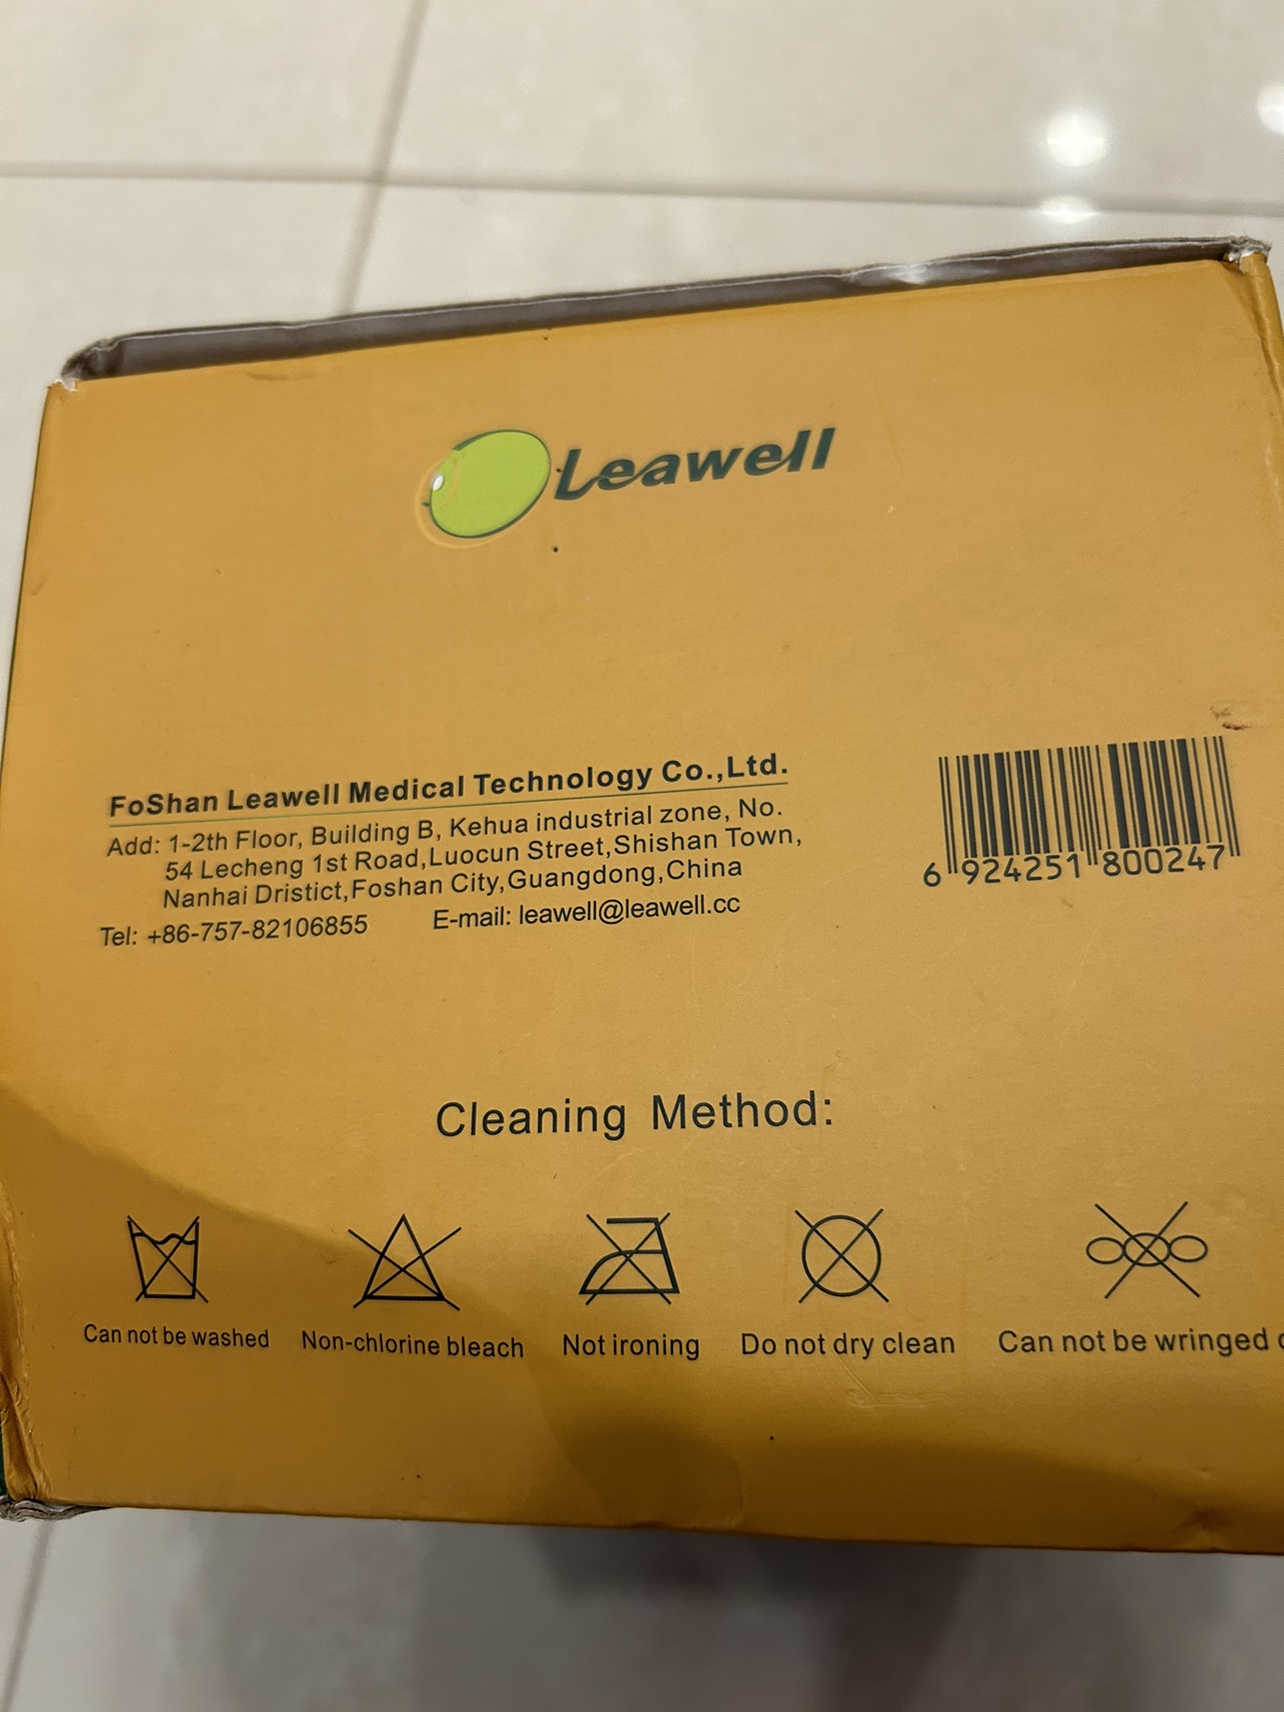 Leawell
FoShan Leawell Medical Technology Co.,Ltd.
Add: 1-2th Floor, Building B, Kehua industrial zone, No.
54 Lecheng 1st Road,Luocun Street,Shishan Town,
Nanhai Dristict,Foshan City,Guangdong,China
Tel: +86-757-82106855 E-mail: leawell@leawell.cc
6 924251 800247
Cleaning Method:
Can not be washed Non-chlorine bleach Not ironing Do not dry clean Can not be wringed